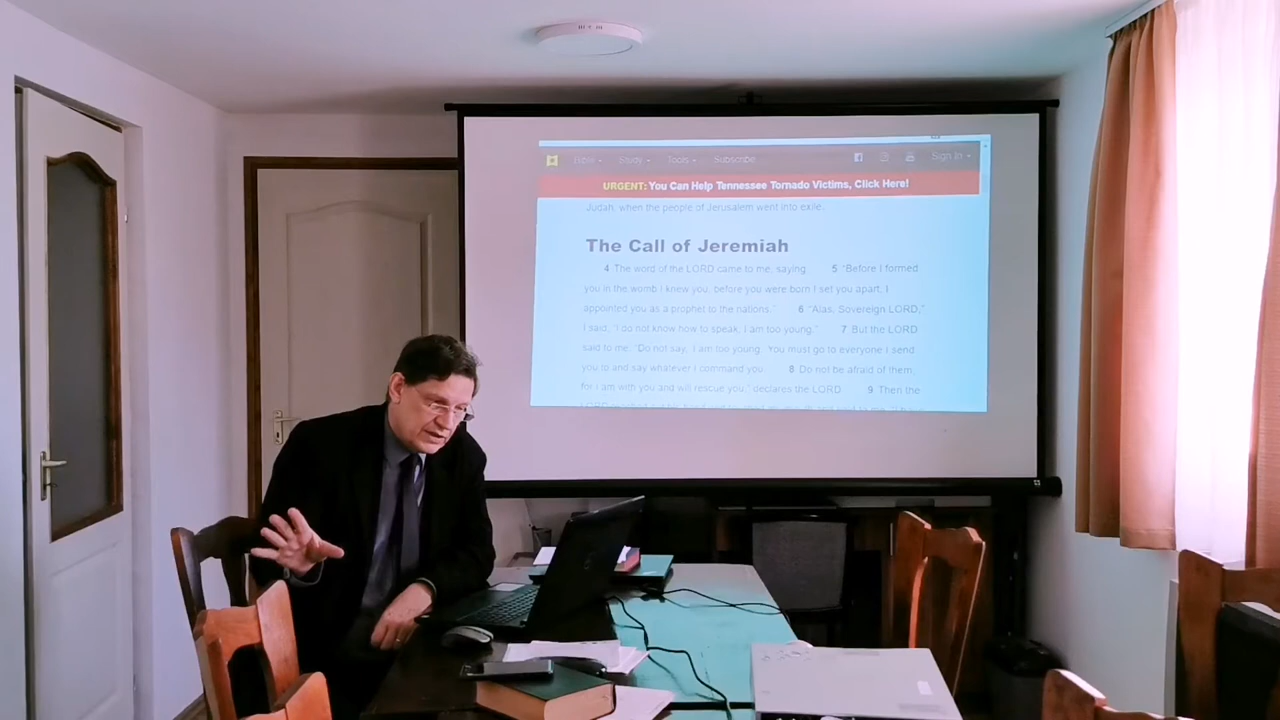 Bible Study Tools Subscribe Sign In
URGENT: You Can Help Tennessee Tornado Victims, Click Here!
Judah, when the people of Jerusalem went into exile.
The Call of Jeremiah
4 The word of the LORD came to me, saying, 5 “Before I formed
you in the womb I knew you, before you were born I set you apart; I
appointed you as a prophet to the nations.” 6 “Alas, Sovereign LORD,”
I said, “I do not know how to speak; I am too young.” 7 But the LORD
said to me, “Do not say, ‘I am too young.’ You must go to everyone I send
you to and say whatever I command you. 8 Do not be afraid of them,
for I am with you and will rescue you,” declares the LORD. 9 Then the